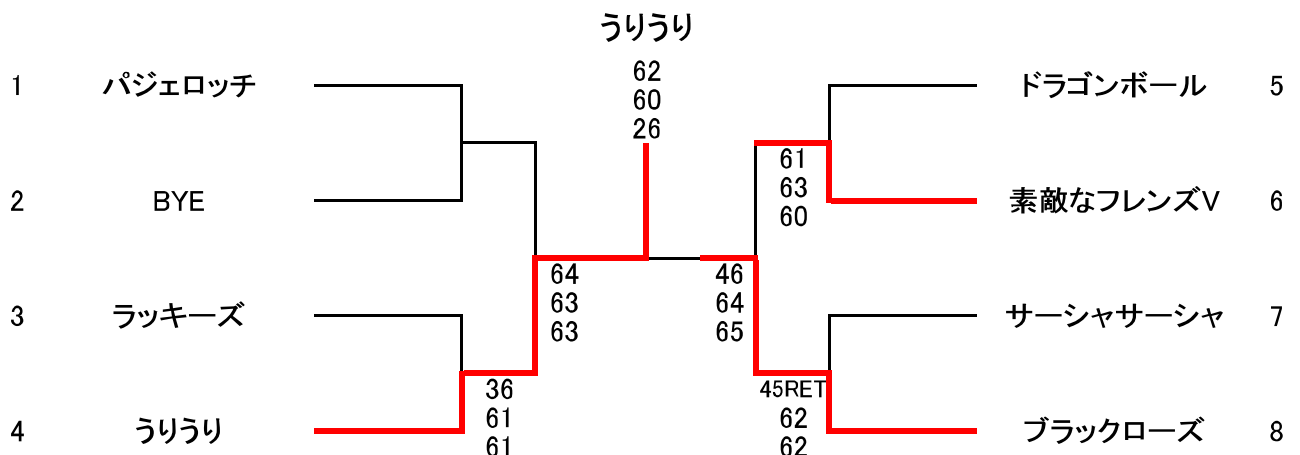 うりうり
62
60
26
1 パジェロッチ
ドラゴンボール 5
61
63
60
2 BYE
素敵なフレンズV 6
64
63
63
46
64
65
3 ラッキーズ
サーシャサーシャ 7
36
61
61
45RET
62
62
4 うりうり
ブラックローズ 8